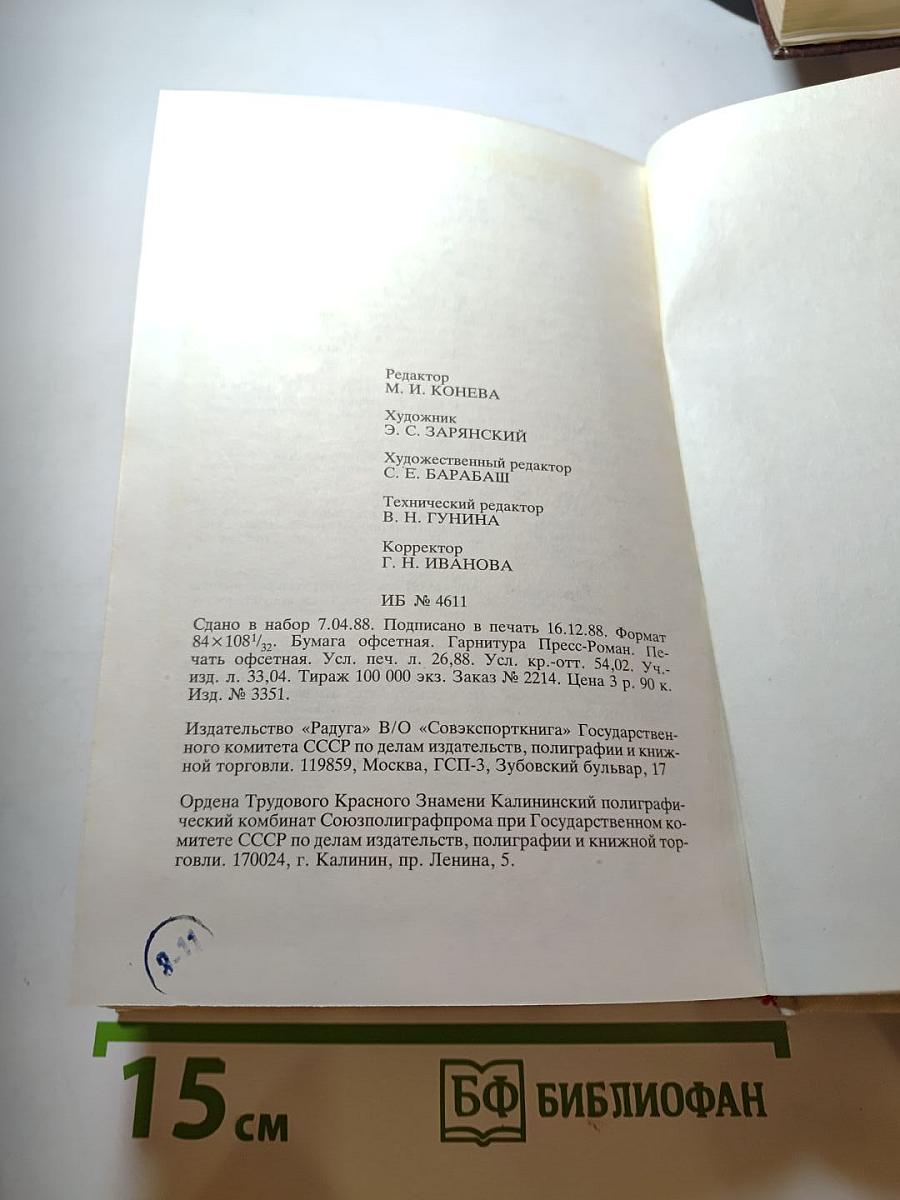 Редактор
М. И. КОНЕВА
Художник
Э. С. ЗАРЯНСКИЙ
Художественный редактор
С. Е. БАРАБАШ
Технический редактор
В. Н. ГУНИНА
Корректор
Г. Н. ИВАНОВА
ИБ № 4611
Сдано в набор 7.04.88. Подписано в печать 16.12.88. Формат
84×108¹/₃₂. Бумага офсетная. Гарнитура Пресс-Роман. Пе-
чать офсетная. Усл. печ. л. 26,88. Усл. кр.-отт. 54,02. Уч.-
изд. л. 33,04. Тираж 100 000 экз. Заказ № 2214. Цена 3 р. 90 к.
Изд. № 3351.
Издательство «Радуга» В/О «Совэкспорткнига» Государствен-
ного комитета СССР по делам издательств, полиграфии и книж-
ной торговли. 119859, Москва, ГСП-3, Зубовский бульвар, 17
Ордена Трудового Красного Знамени Калининский полиграфи-
ческий комбинат Союзполиграфпрома при Государственном ко-
митете СССР по делам издательств, полиграфии и книжной тор-
говли. 170024, г. Калинин, пр. Ленина, 5.
15 см
БФ БИБЛИОФАН